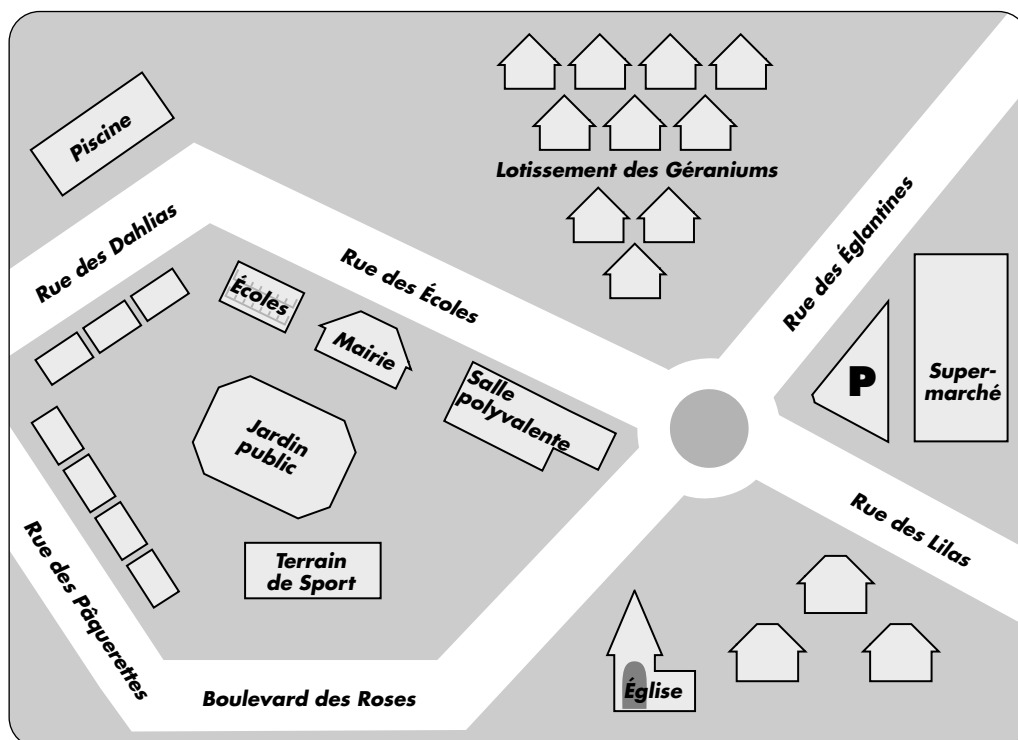 Piscine
Lotissement des Géraniums
Rue des Dahlias
Rue des Écoles
Rue des Églantines
Écoles
Mairie
Salle
polyvalente
P
Super-
marché
Jardin
public
Rue des Lilas
Terrain
de Sport
Rue des Pâquerettes
Boulevard des Roses
Église